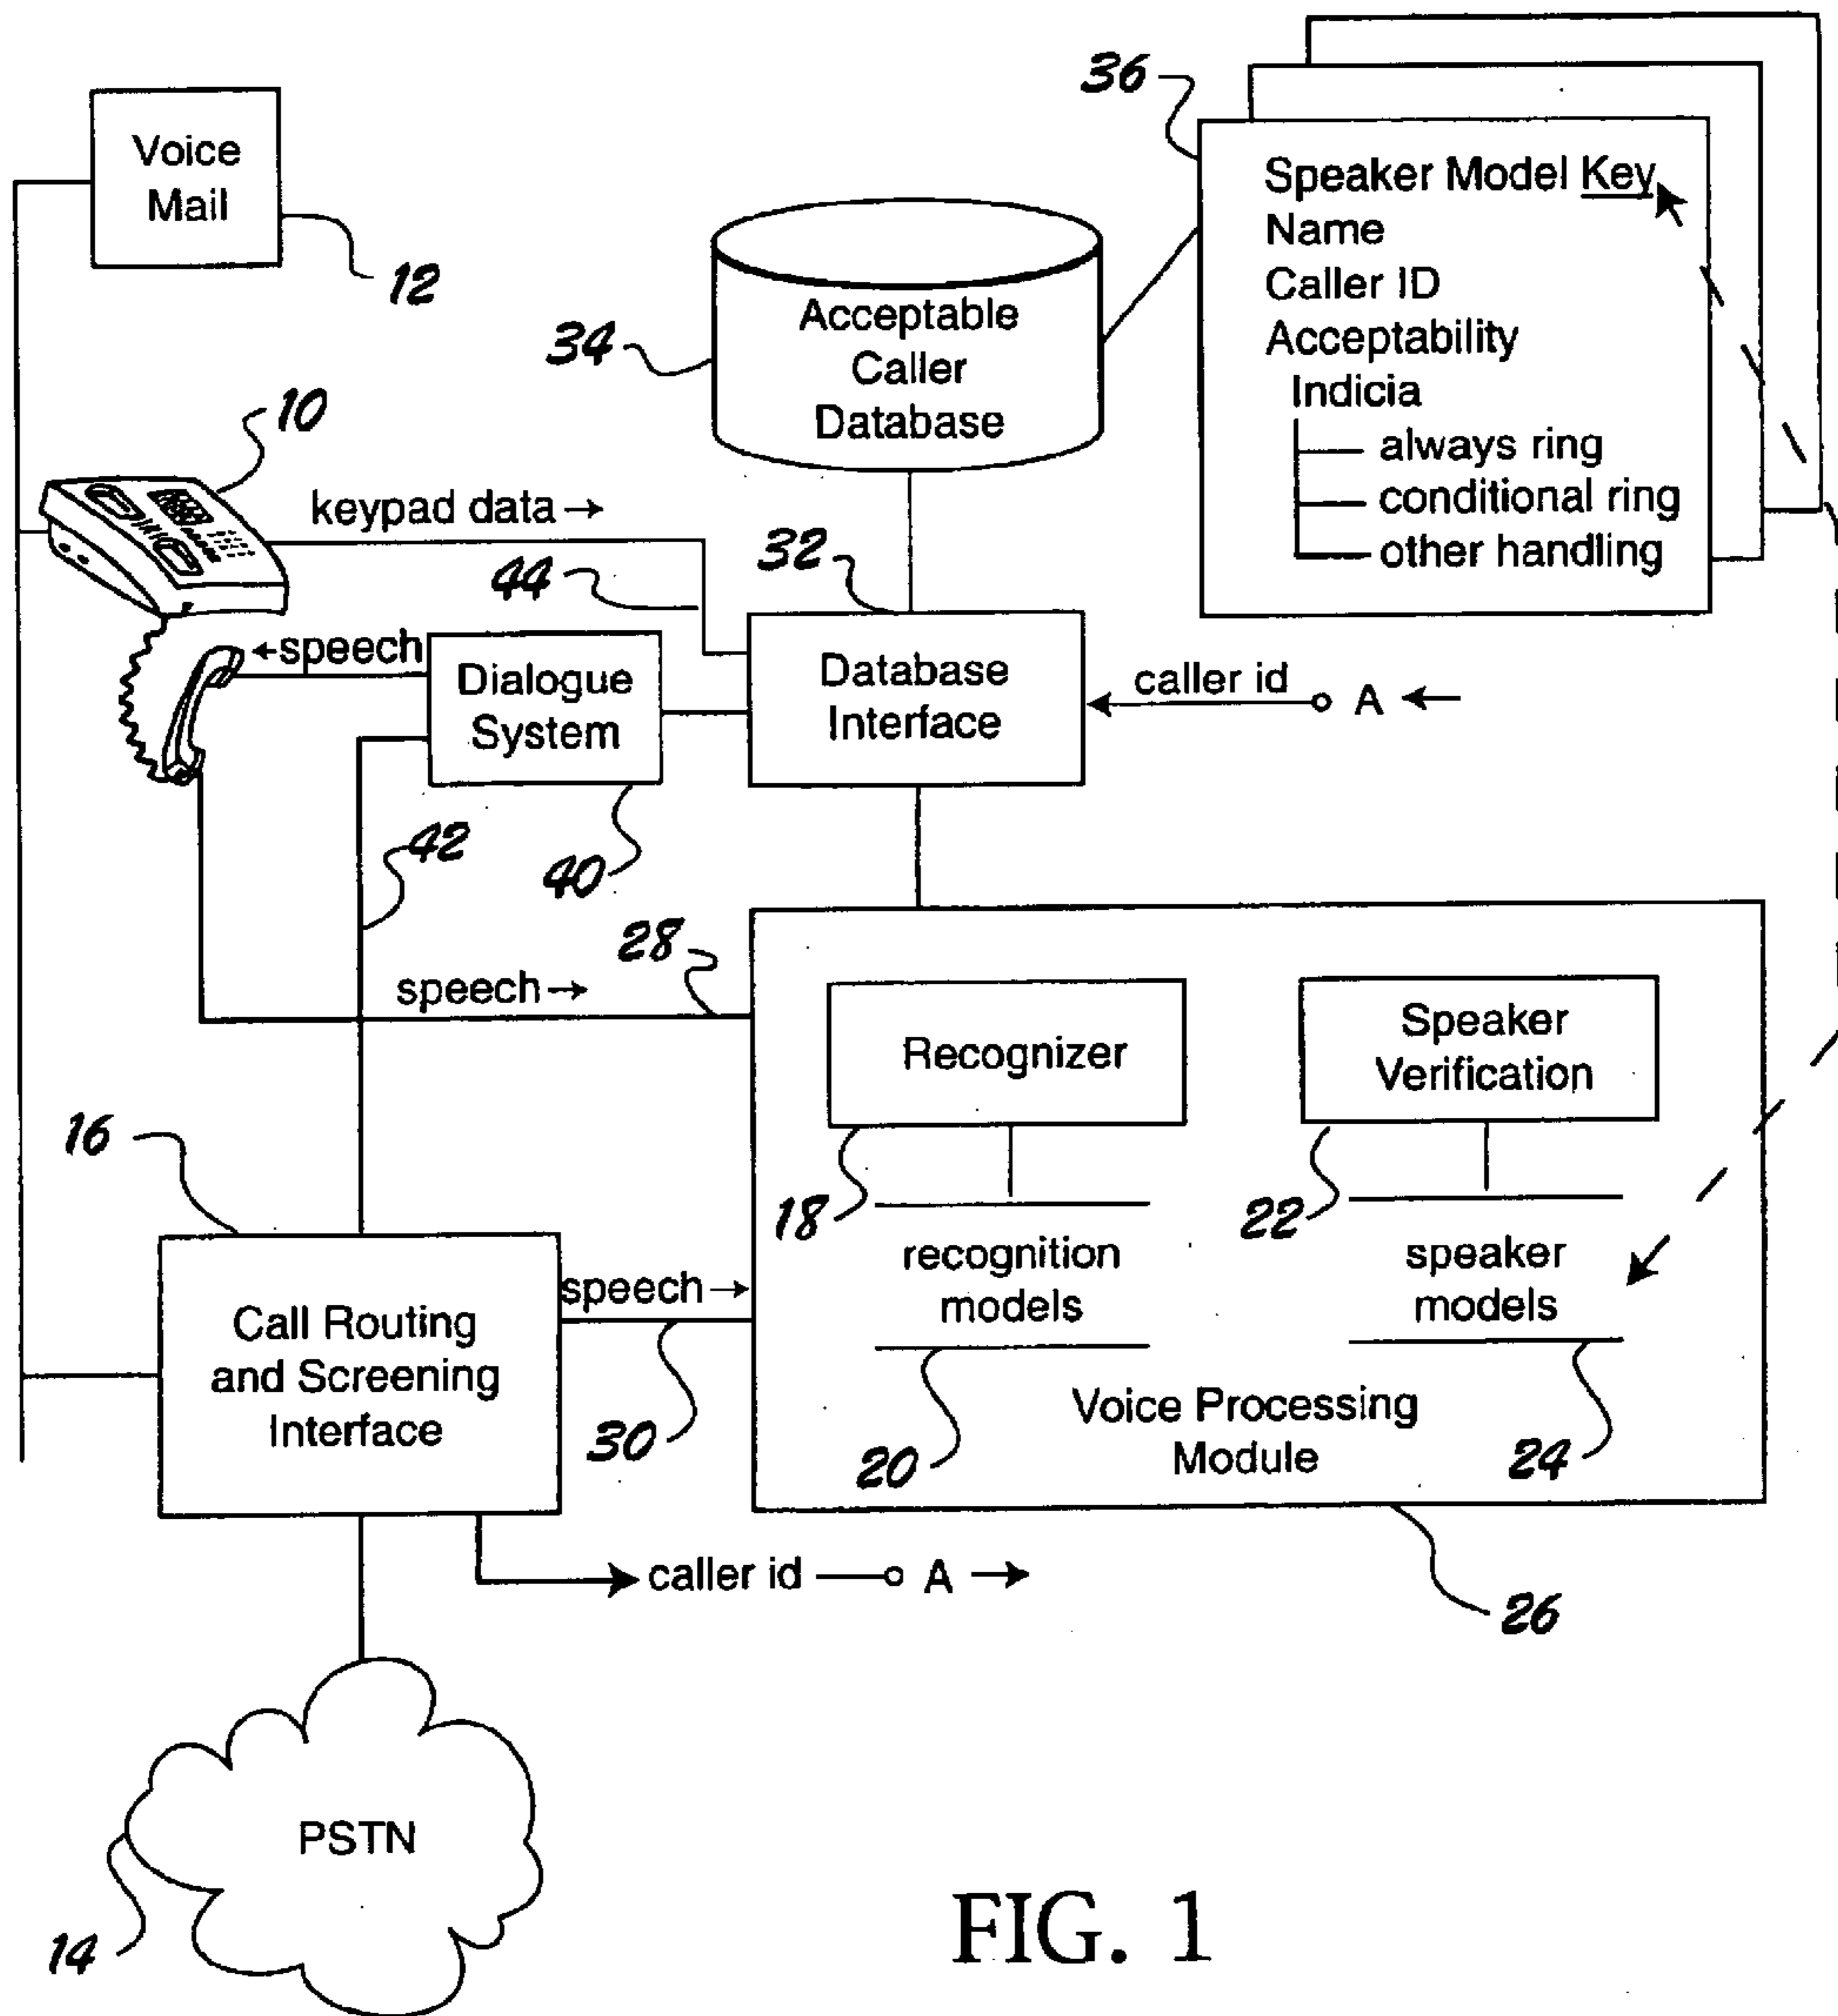 36
Voice
Mail
12
Speaker Model Key
Name
Caller ID
Acceptability
Indicia
always ring
conditional ring
other handling
34
Acceptable
Caller
Database
10
keypad data →
44
32
←speech
Dialogue
System
Database
Interface
caller id
A ←
42
40
28
speech→
Recognizer
Speaker
Verification
16
18
22
recognition
models
speaker
models
speech→
Call Routing
and Screening
Interface
30
20
Voice Processing
Module
24
caller id
A →
26
PSTN
14
FIG. 1